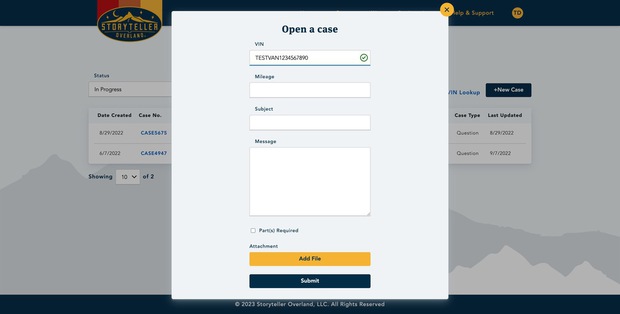 Open a case
STORYTELLER
OVERLAND
Help & Support
TD
VIN
TESTVAN1234567890
Status
Mileage
In Progress
VIN Lookup
+New Case
Subject
Date Created
Case No.
Case Type
Last Updated
8/29/2022
CASE5675
Question
8/29/2022
Message
6/7/2022
CASE4947
Question
9/7/2022
Showing
10
of 2
Part(s) Required
Attachment
Add File
Submit
© 2023 Storyteller Overland, LLC. All Rights Reserved